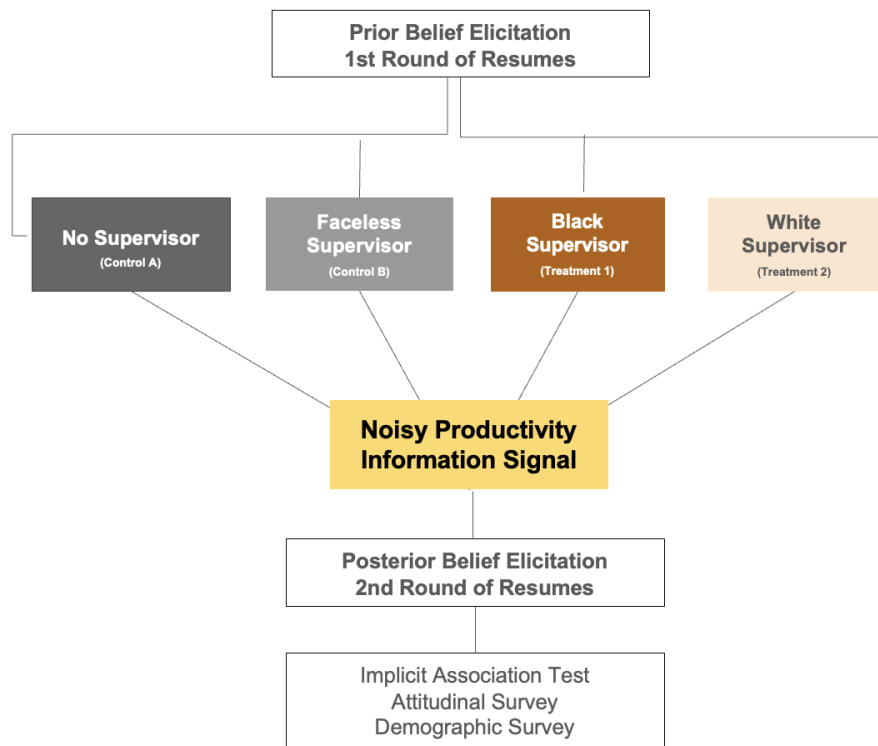 Prior Belief Elicitation
1st Round of Resumes
No Supervisor
(Control A)
Faceless
Supervisor
(Control B)
Black
Supervisor
(Treatment 1)
White
Supervisor
(Treatment 2)
Noisy Productivity
Information Signal
Posterior Belief Elicitation
2nd Round of Resumes
Implicit Association Test
Attitudinal Survey
Demographic Survey